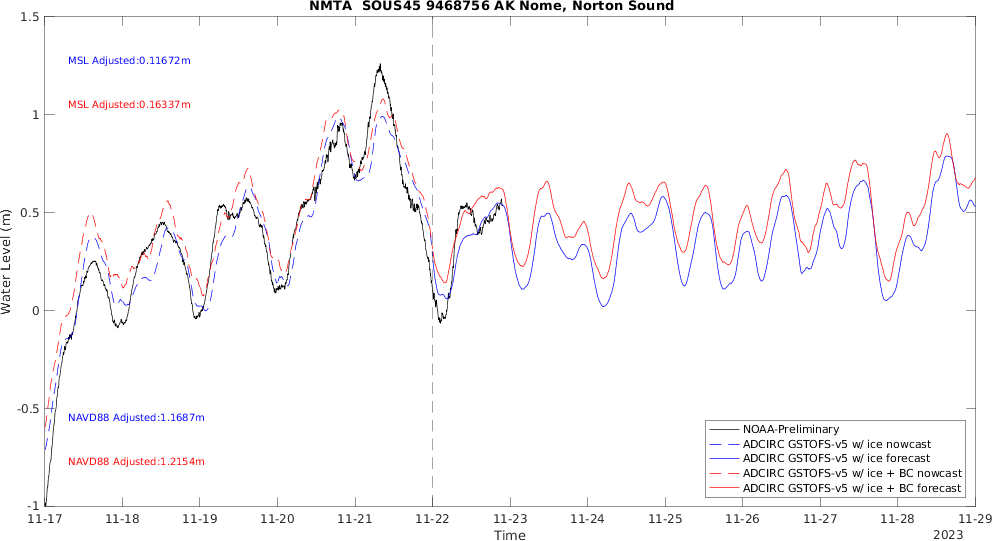 NMTA SOUS45 9468756 AK Nome, Norton Sound
1.5
MSL Adjusted:0.11672m
MSL Adjusted:0.16337m
1
0.5
Water Level (m)
0
-0.5
NAVD88 Adjusted:1.1687m
NAVD88 Adjusted:1.2154m
-1
NOAA-Preliminary
ADCIRC GSTOFS-v5 w/ ice nowcast
ADCIRC GSTOFS-v5 w/ ice forecast
ADCIRC GSTOFS-v5 w/ ice + BC nowcast
ADCIRC GSTOFS-v5 w/ ice + BC forecast
11-17 11-18 11-19 11-20 11-21 11-22 11-23 11-24 11-25 11-26 11-27 11-28 11-29
Time
2023